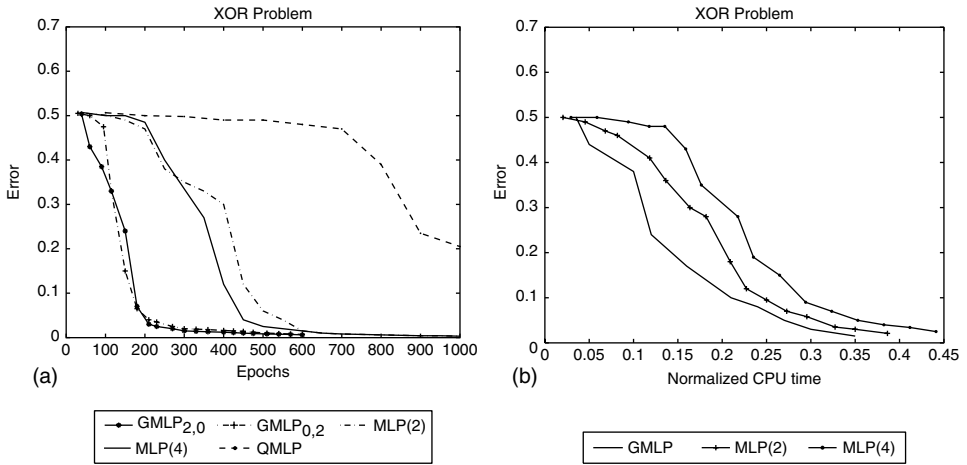 XOR Problem
0.7
0.6
0.5
0.4
0.3
0.2
0.1
0
Error
0 100 200 300 400 500 600 700 800 900 1000
Epochs
(a)
GMLP2,0 GMLP0,2 MLP(2)
MLP(4) QMLP
XOR Problem
0.7
0.6
0.5
0.4
0.3
0.2
0.1
0
Error
0 0.05 0.1 0.15 0.2 0.25 0.3 0.35 0.4 0.45
Normalized CPU time
(b)
GMLP MLP(2) MLP(4)